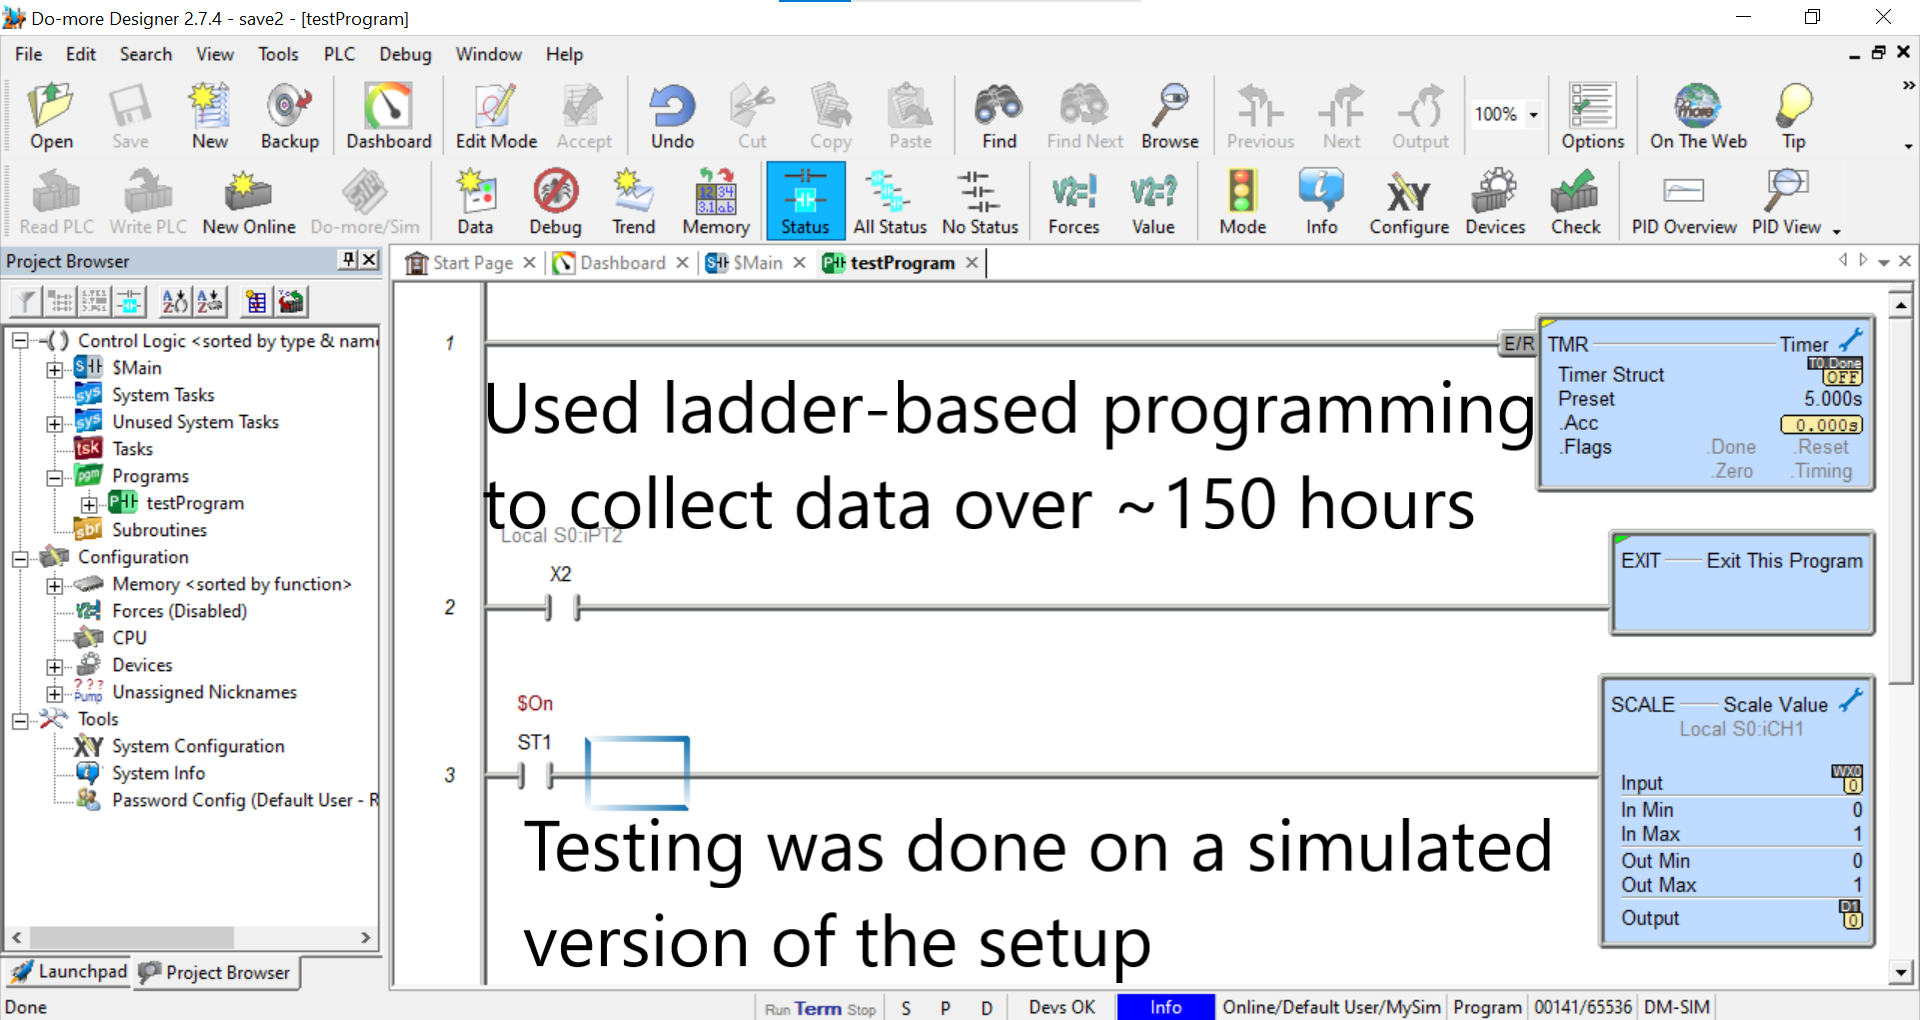 Do-more Designer 2.7.4 - save2 - [testProgram]
File Edit Search View Tools PLC Debug Window Help
Open Save New Backup Dashboard Edit Mode Accept Undo Cut Copy Paste Find Find Next Browse Previous Next Output 100% Options On The Web Tip
Read PLC Write PLC New Online Do-more/Sim Data Debug Trend Memory Status All Status No Status Forces Value Mode Info Configure Devices Check PID Overview PID View
Project Browser
Start Page Dashboard $Main testProgram
Control Logic <sorted by type & name
$Main
System Tasks
Unused System Tasks
Tasks
Programs
testProgram
Subroutines
Configuration
Memory <sorted by function>
Forces (Disabled)
CPU
Devices
Unassigned Nicknames
Tools
System Configuration
System Info
Password Config (Default User - R
Launchpad Project Browser
1
E/R
TMR Timer
Timer Struct T0.Done
OFF
Preset 5.000s
.Acc 0.000s
.Flags .Done .Reset
.Zero .Timing
Used ladder-based programming
to collect data over ~150 hours
Local S0:iPT2
X2
2
EXIT Exit This Program
$On
ST1
3
SCALE Scale Value
Local S0:iCH1
Input WX0
0
In Min 0
In Max 1
Out Min 0
Out Max 1
Output D1
0
Testing was done on a simulated
version of the setup
Done Run Term Stop S P D Devs OK Info Online/Default User/MySim Program 00141/65536 DM-SIM